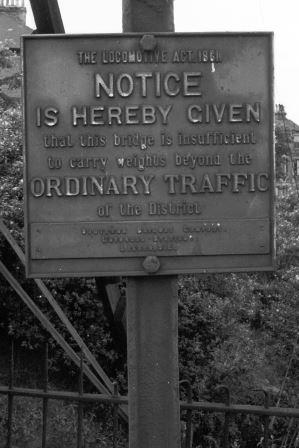 THE LOCOMOTIVE ACT, 1861.
NOTICE
IS HEREBY GIVEN
that this bridge is insufficient
to carry weights beyond the
ORDINARY TRAFFIC
of the District